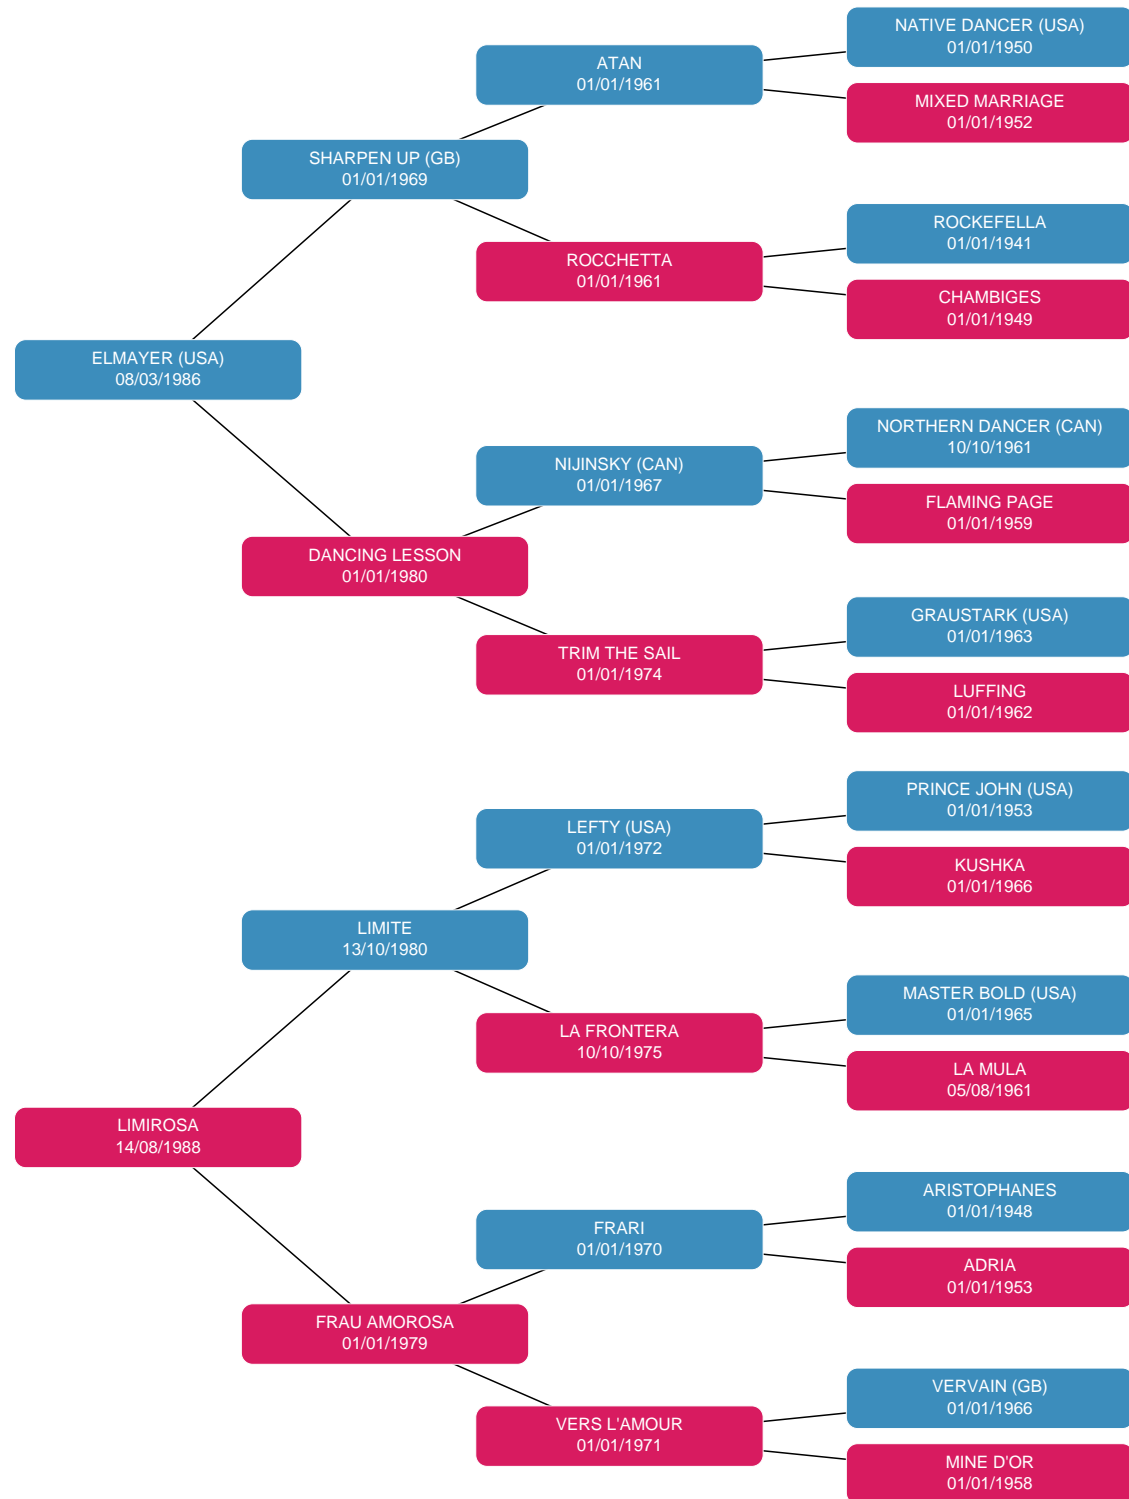 NATIVE DANCER (USA)
01/01/1950
ATAN
01/01/1961
MIXED MARRIAGE
01/01/1952
SHARPEN UP (GB)
01/01/1969
ROCKEFELLA
01/01/1941
ROCCHETTA
01/01/1961
CHAMBIGES
01/01/1949
ELMAYER (USA)
08/03/1986
NORTHERN DANCER (CAN)
10/10/1961
NIJINSKY (CAN)
01/01/1967
FLAMING PAGE
01/01/1959
DANCING LESSON
01/01/1980
GRAUSTARK (USA)
01/01/1963
TRIM THE SAIL
01/01/1974
LUFFING
01/01/1962
PRINCE JOHN (USA)
01/01/1953
LEFTY (USA)
01/01/1972
KUSHKA
01/01/1966
LIMITE
13/10/1980
MASTER BOLD (USA)
01/01/1965
LA FRONTERA
10/10/1975
LA MULA
05/08/1961
LIMIROSA
14/08/1988
ARISTOPHANES
01/01/1948
FRARI
01/01/1970
ADRIA
01/01/1953
FRAU AMOROSA
01/01/1979
VERVAIN (GB)
01/01/1966
VERS L'AMOUR
01/01/1971
MINE D'OR
01/01/1958